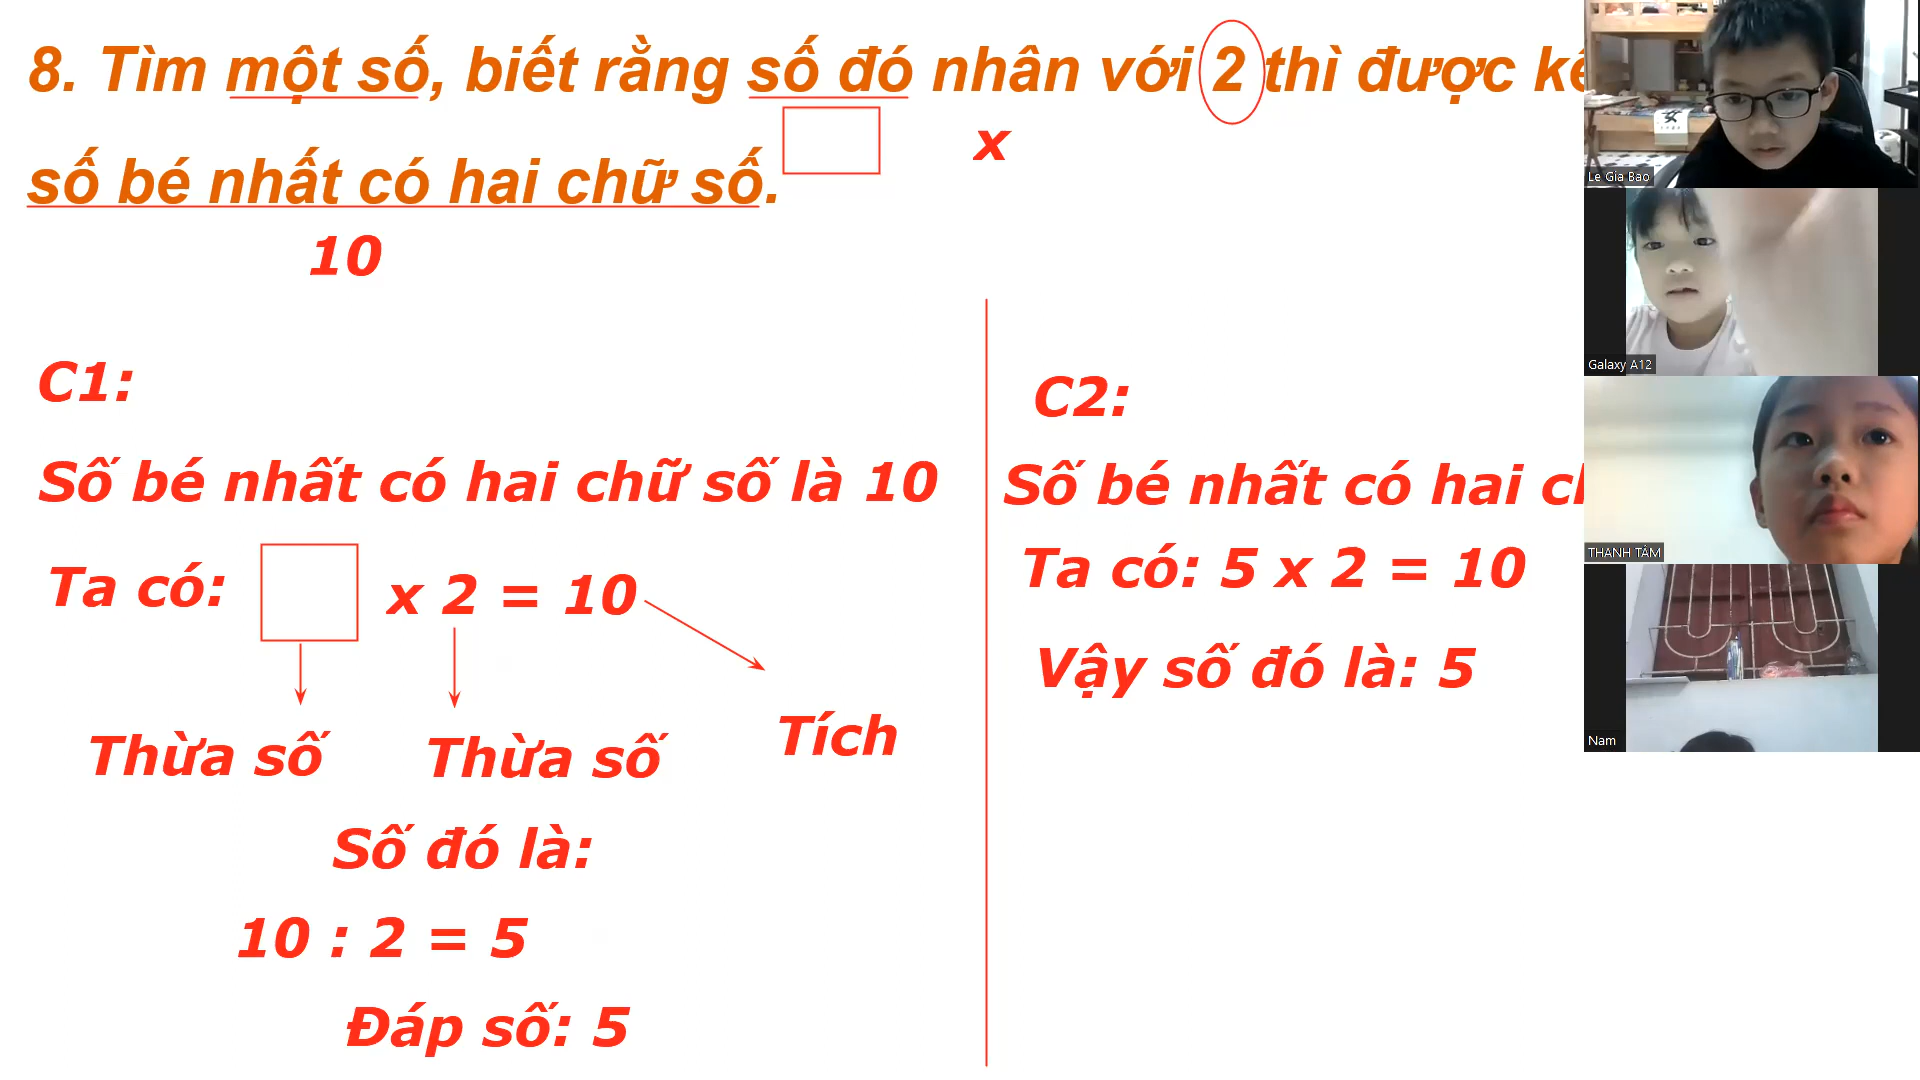 8. Tìm một số, biết rằng số đó nhân với 2 thì được
x
số bé nhất có hai chữ số.
10
C1:
Số bé nhất có hai chữ số là 10
Ta có: x 2 = 10
Thừa số Thừa số Tích
Số đó là:
10 : 2 = 5
Đáp số: 5
C2:
Số bé nhất có hai
Ta có: 5 x 2 = 10
Vậy số đó là: 5
Le Gia Bao
Galaxy A12
THANH TÂM
Nam